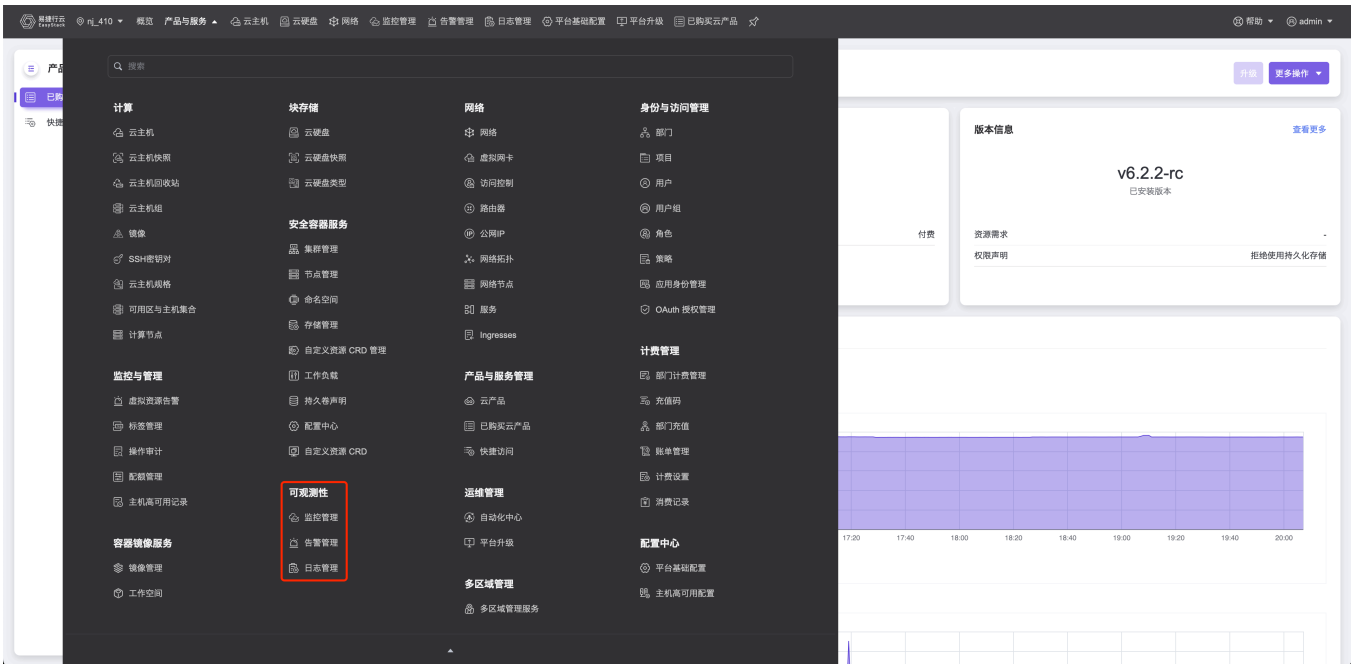 易捷行云 EasyStack nj_410 概览 产品与服务 云主机 云硬盘 网络 监控管理 告警管理 日志管理 平台基础配置 平台升级 已购买云产品 帮助 admin
搜索
计算
云主机
云主机快照
云主机回收站
云主机组
镜像
SSH密钥对
云主机规格
可用区与主机集合
计算节点
监控与管理
虚拟资源告警
标签管理
操作审计
配额管理
主机高可用记录
容器镜像服务
镜像管理
工作空间
块存储
云硬盘
云硬盘快照
云硬盘类型
安全容器服务
集群管理
节点管理
命名空间
存储管理
自定义资源 CRD 管理
工作负载
持久卷声明
配置中心
自定义资源 CRD
可观测性
监控管理
告警管理
日志管理
网络
网络
虚拟网卡
访问控制
路由器
公网IP
网络拓扑
网络节点
服务
Ingresses
产品与服务管理
云产品
已购买云产品
快捷访问
运维管理
自动化中心
平台升级
多区域管理
多区域管理服务
身份与访问管理
部门
项目
用户
用户组
角色
策略
应用身份管理
OAuth 授权管理
计费管理
部门计费管理
充值码
部门充值
账单管理
计费设置
消费记录
配置中心
平台基础配置
主机高可用配置
产品
已购
快捷
升级 更多操作
付费
版本信息 查看更多
v6.2.2-rc
已安装版本
资源需求 -
权限声明 拒绝使用持久化存储
17:20 17:40 18:00 18:20 18:40 19:00 19:20 19:40 20:00